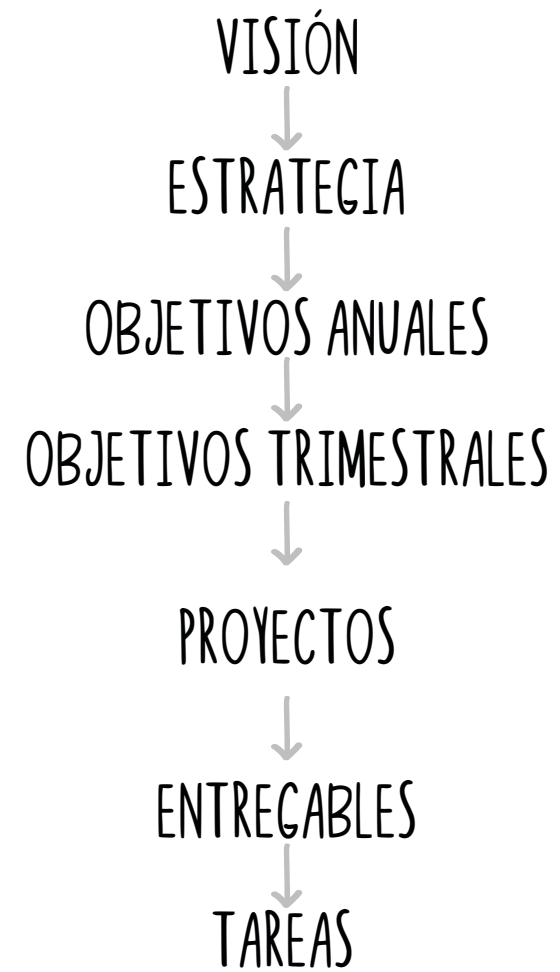 VISIÓN
ESTRATEGIA
OBJETIVOS ANUALES
OBJETIVOS TRIMESTRALES
PROYECTOS
ENTREGABLES
TAREAS